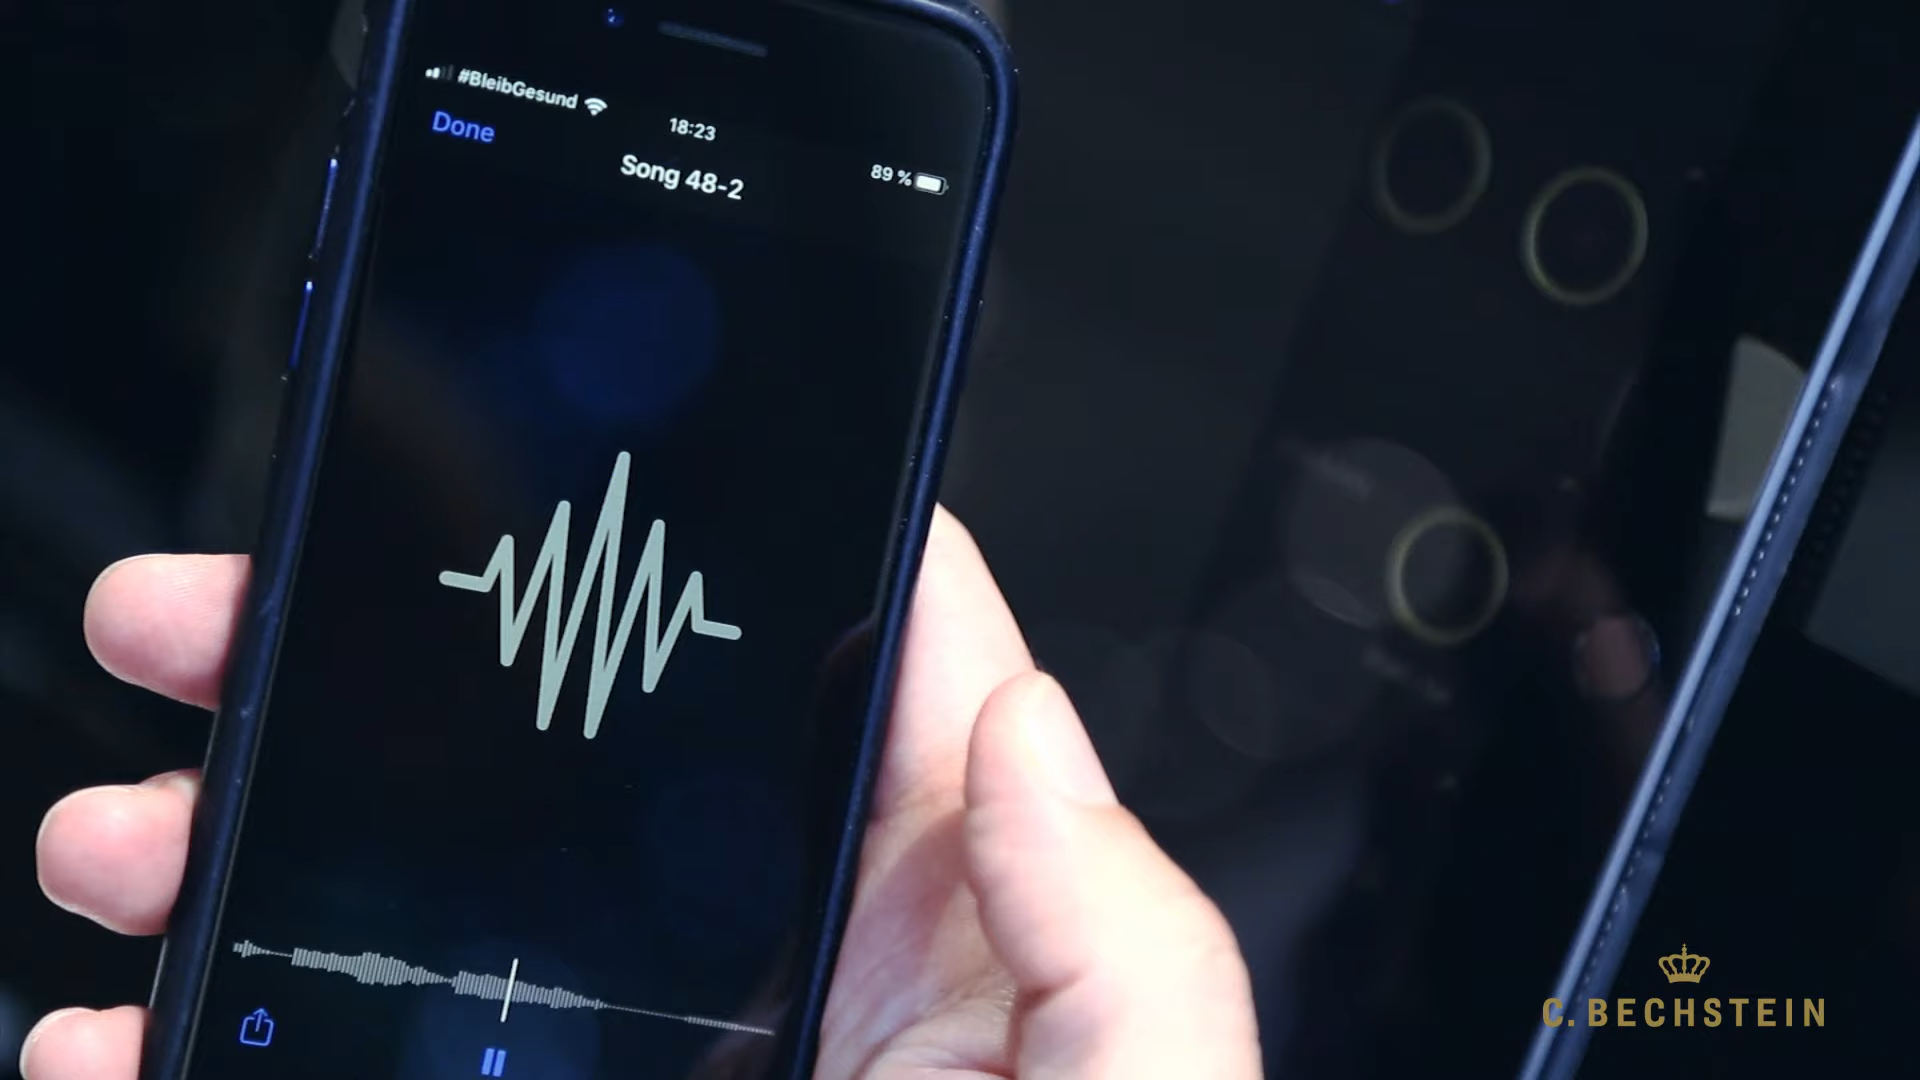 #BleibGesund
18:23
89 %
Done
Song 48-2
C. BECHSTEIN